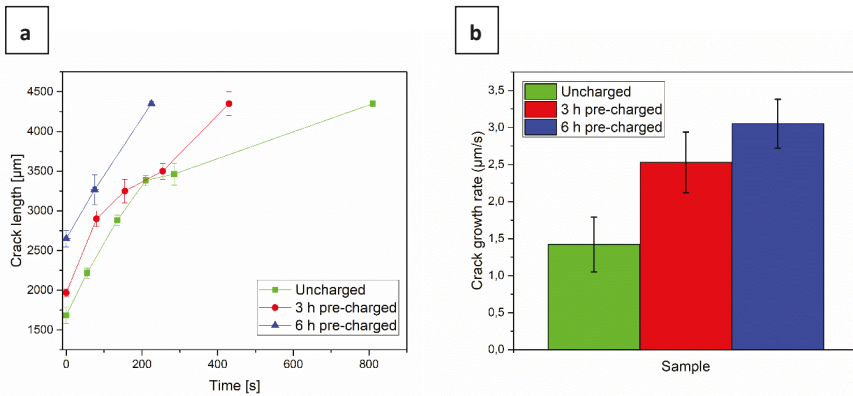 a
4500
4000
3500
3000
2500
2000
1500
Crack length [µm]
Uncharged
3 h pre-charged
6 h pre-charged
0
200
400
600
800
Time [s]
b
3,5
3,0
2,5
2,0
1,5
1,0
0,5
0,0
Crack growth rate (µm/s)
Uncharged
3 h pre-charged
6 h pre-charged
Sample